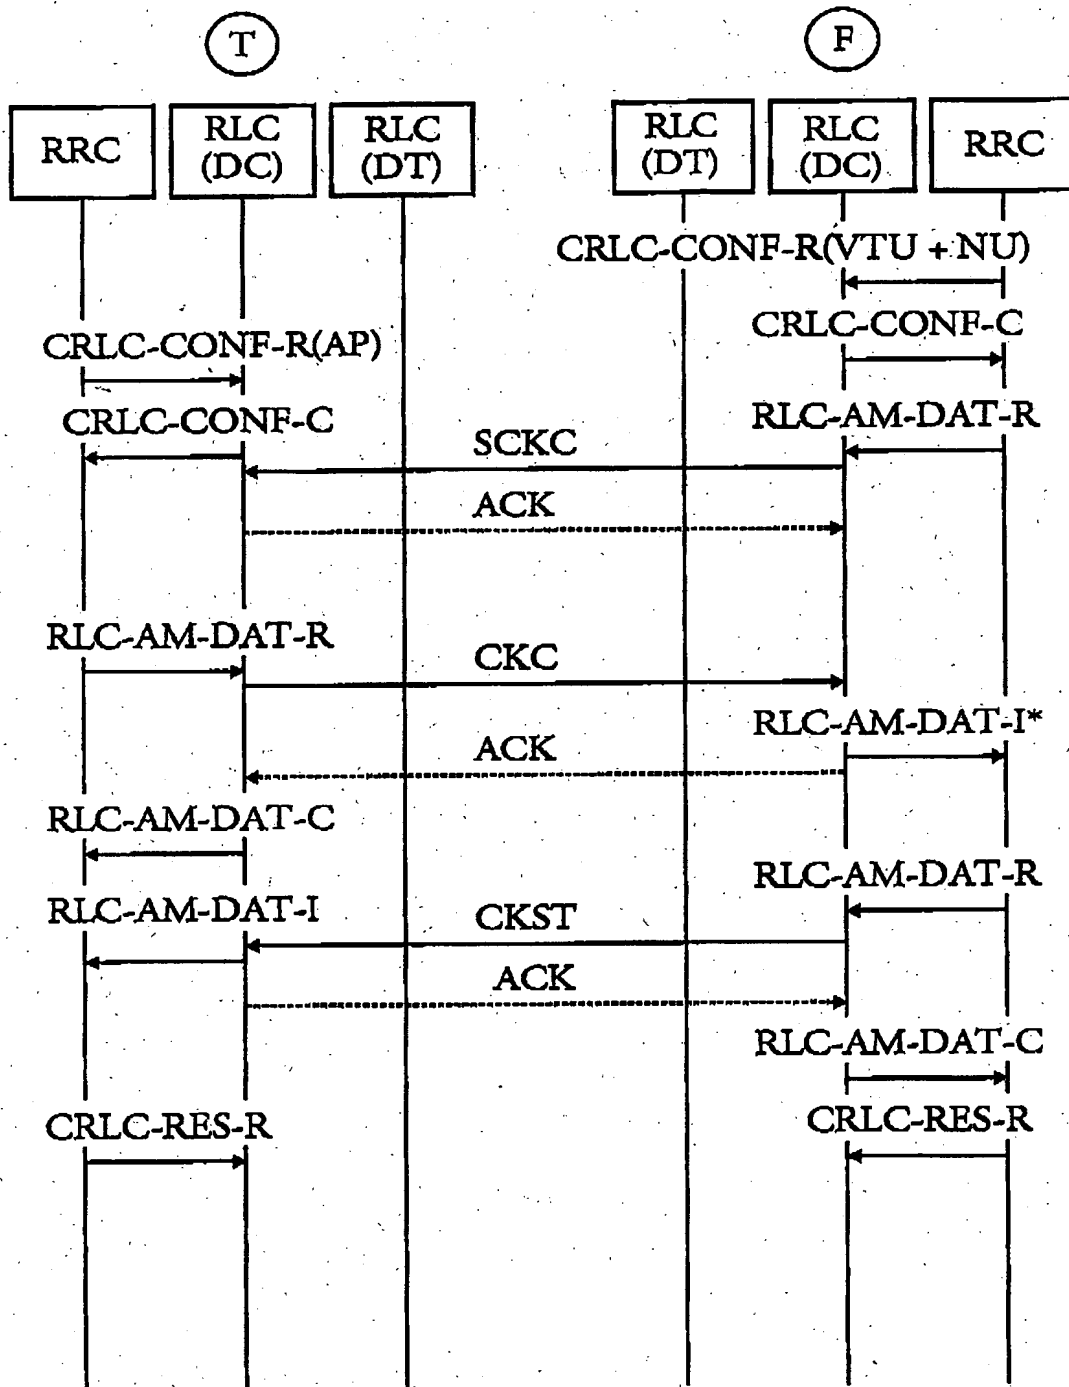 T
F
RRC
RLC
(DC)
RLC
(DT)
RLC
(DT)
RLC
(DC)
RRC
CRLC-CONF-R(VTU + NU)
CRLC-CONF-C
CRLC-CONF-R(AP)
CRLC-CONF-C
RLC-AM-DAT-R
SCKC
ACK
RLC-AM-DAT-R
CKC
RLC-AM-DAT-I*
ACK
RLC-AM-DAT-C
RLC-AM-DAT-R
RLC-AM-DAT-I
CKST
ACK
RLC-AM-DAT-C
CRLC-RES-R
CRLC-RES-R